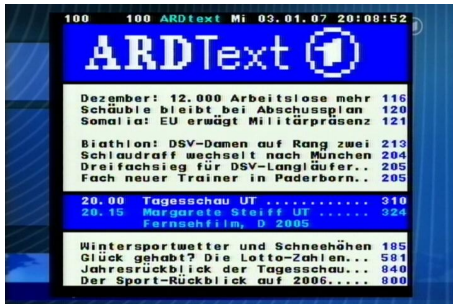 100 100 ARDtext Mi 03.01.07 20:08:52
ARDText 1
Dezember: 12.000 Arbeitslose mehr 116
Schäuble bleibt bei Abschussplan 120
Somalia: EU erwägt Militärpräsenz 121
Biathlon: DSV-Damen auf Rang zwei 213
Schlaudraff wechselt nach München 204
Dreifachsieg für DSV-Langläufer.. 205
Fach neuer Trainer in Paderborn.. 205
20.00 Tagesschau UT ............. 310
20.15 Margarete Steiff UT ...... 324
Fernsehfilm, D 2005
Wintersportwetter und Schneehöhen 185
Glück gehabt? Die Lotto-Zahlen... 581
Jahresrückblick der Tagesschau... 840
Der Sport-Rückblick auf 2006..... 800